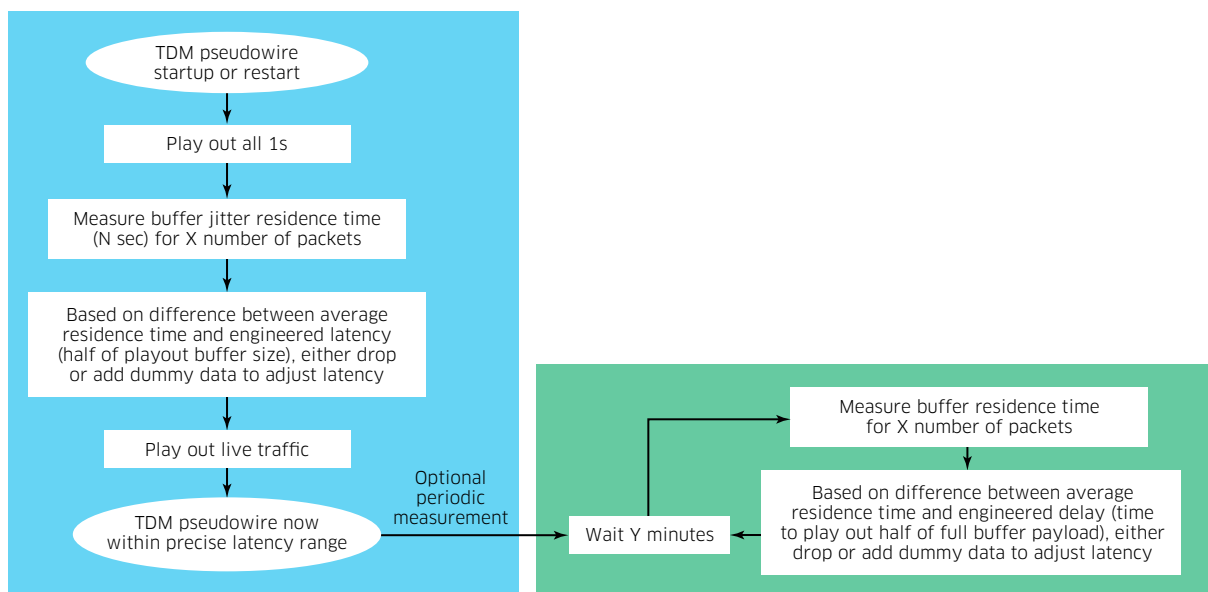 TDM pseudowire
startup or restart
Play out all 1s
Measure buffer jitter residence time
(N sec) for X number of packets
Based on difference between average
residence time and engineered latency
(half of playout buffer size), either drop
or add dummy data to adjust latency
Play out live traffic
TDM pseudowire now
within precise latency range
Optional
periodic
measurement
Wait Y minutes
Measure buffer residence time
for X number of packets
Based on difference between average
residence time and engineered delay (time
to play out half of full buffer payload), either
drop or add dummy data to adjust latency